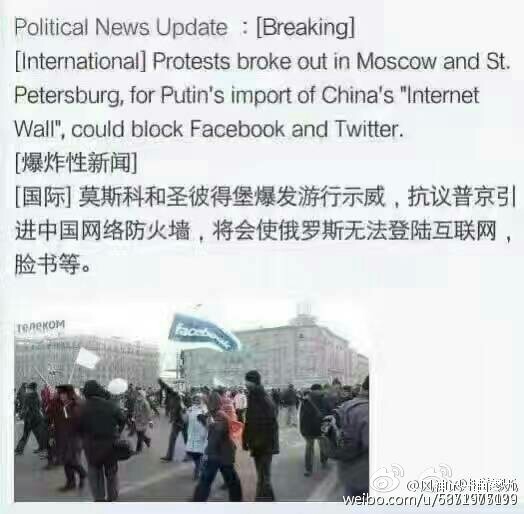 Political News Update ：[Breaking]
[International] Protests broke out in Moscow and St.
Petersburg, for Putin's import of China's "Internet
Wall", could block Facebook and Twitter.
[爆炸性新闻]
[国际] 莫斯科和圣彼得堡爆发游行示威，抗议普京引
进中国网络防火墙，将会使俄罗斯无法登陆互联网，
脸书等。
телеком
facebook
weibo.com/u/